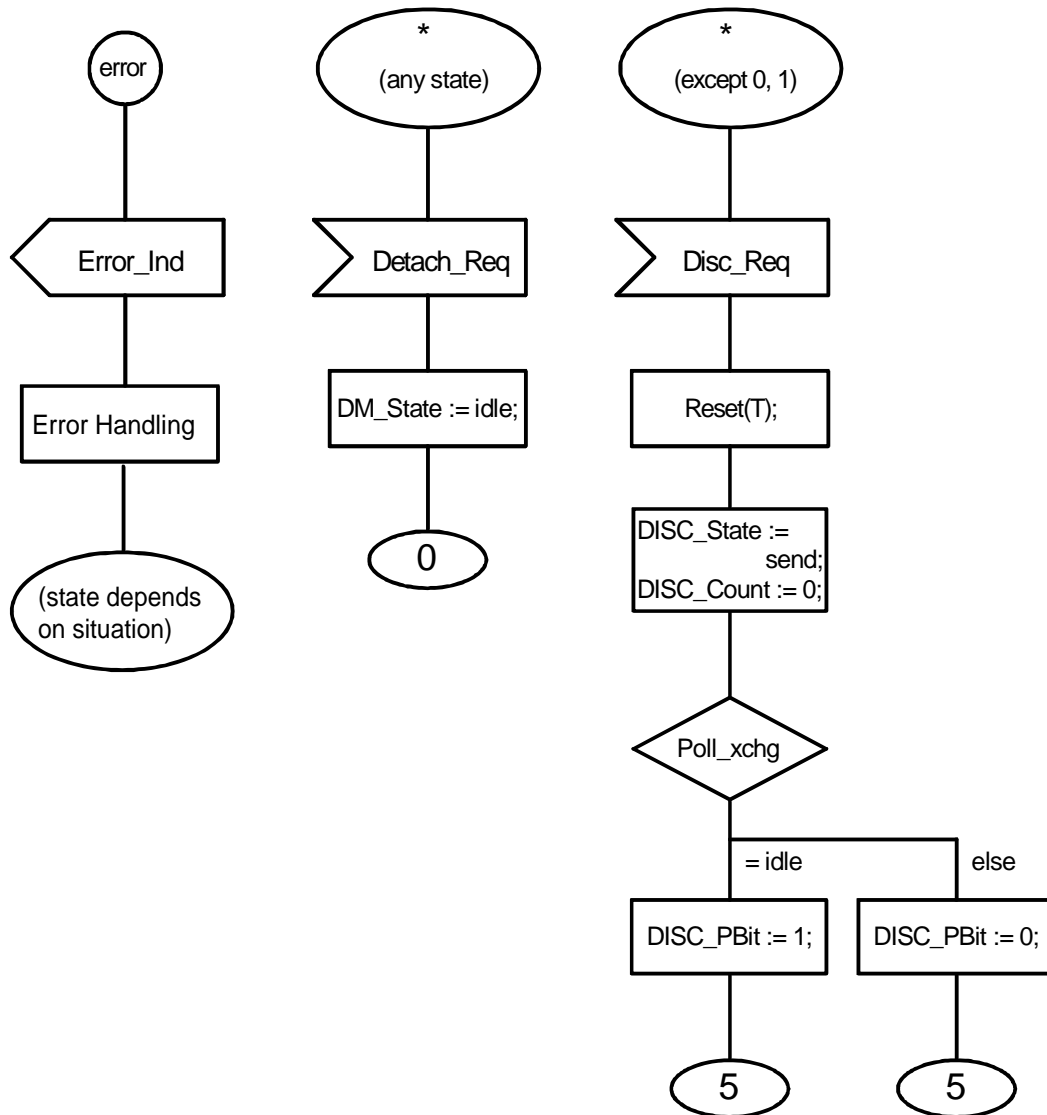 error
Error_Ind
Error Handling
(state depends
on situation)
*
(any state)
Detach_Req
DM_State := idle;
0
*
(except 0, 1)
Disc_Req
Reset(T);
DISC_State :=
send;
DISC_Count := 0;
Poll_xchg
= idle
else
DISC_PBit := 1;
DISC_PBit := 0;
5
5